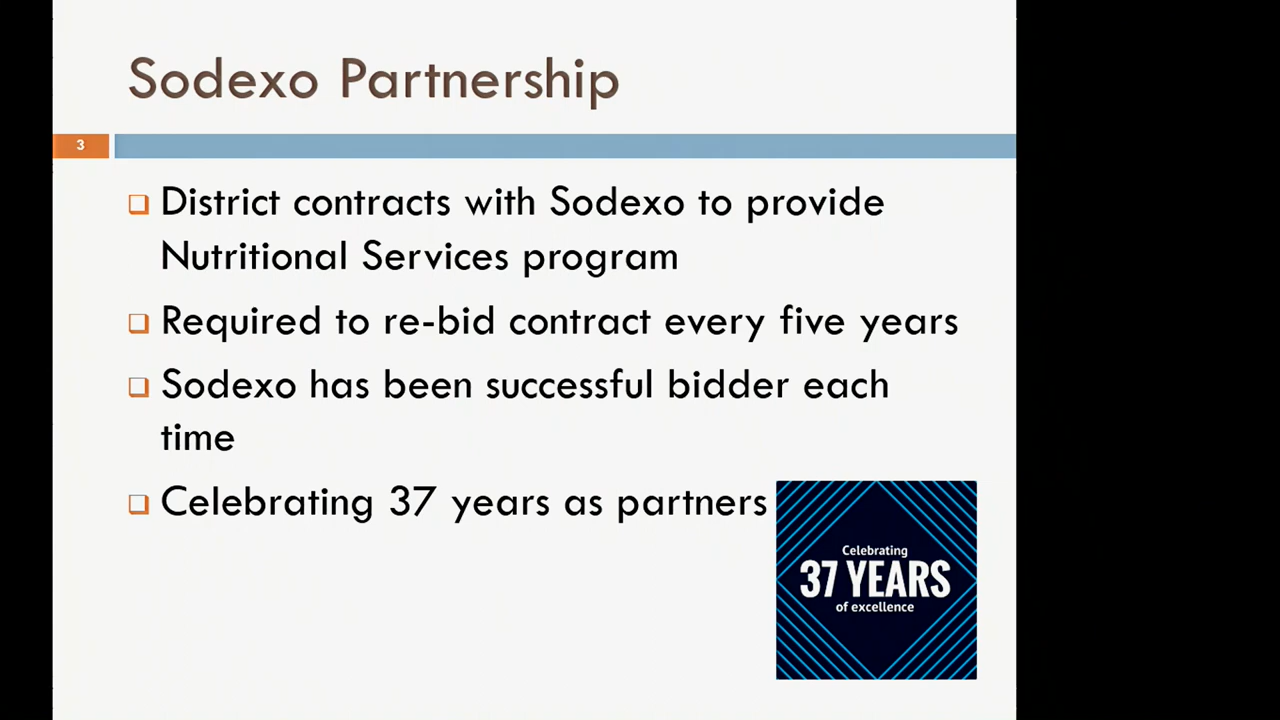 Sodexo Partnership
3
District contracts with Sodexo to provide
Nutritional Services program
Required to re-bid contract every five years
Sodexo has been successful bidder each
time
Celebrating 37 years as partners
Celebrating
37 YEARS
of excellence